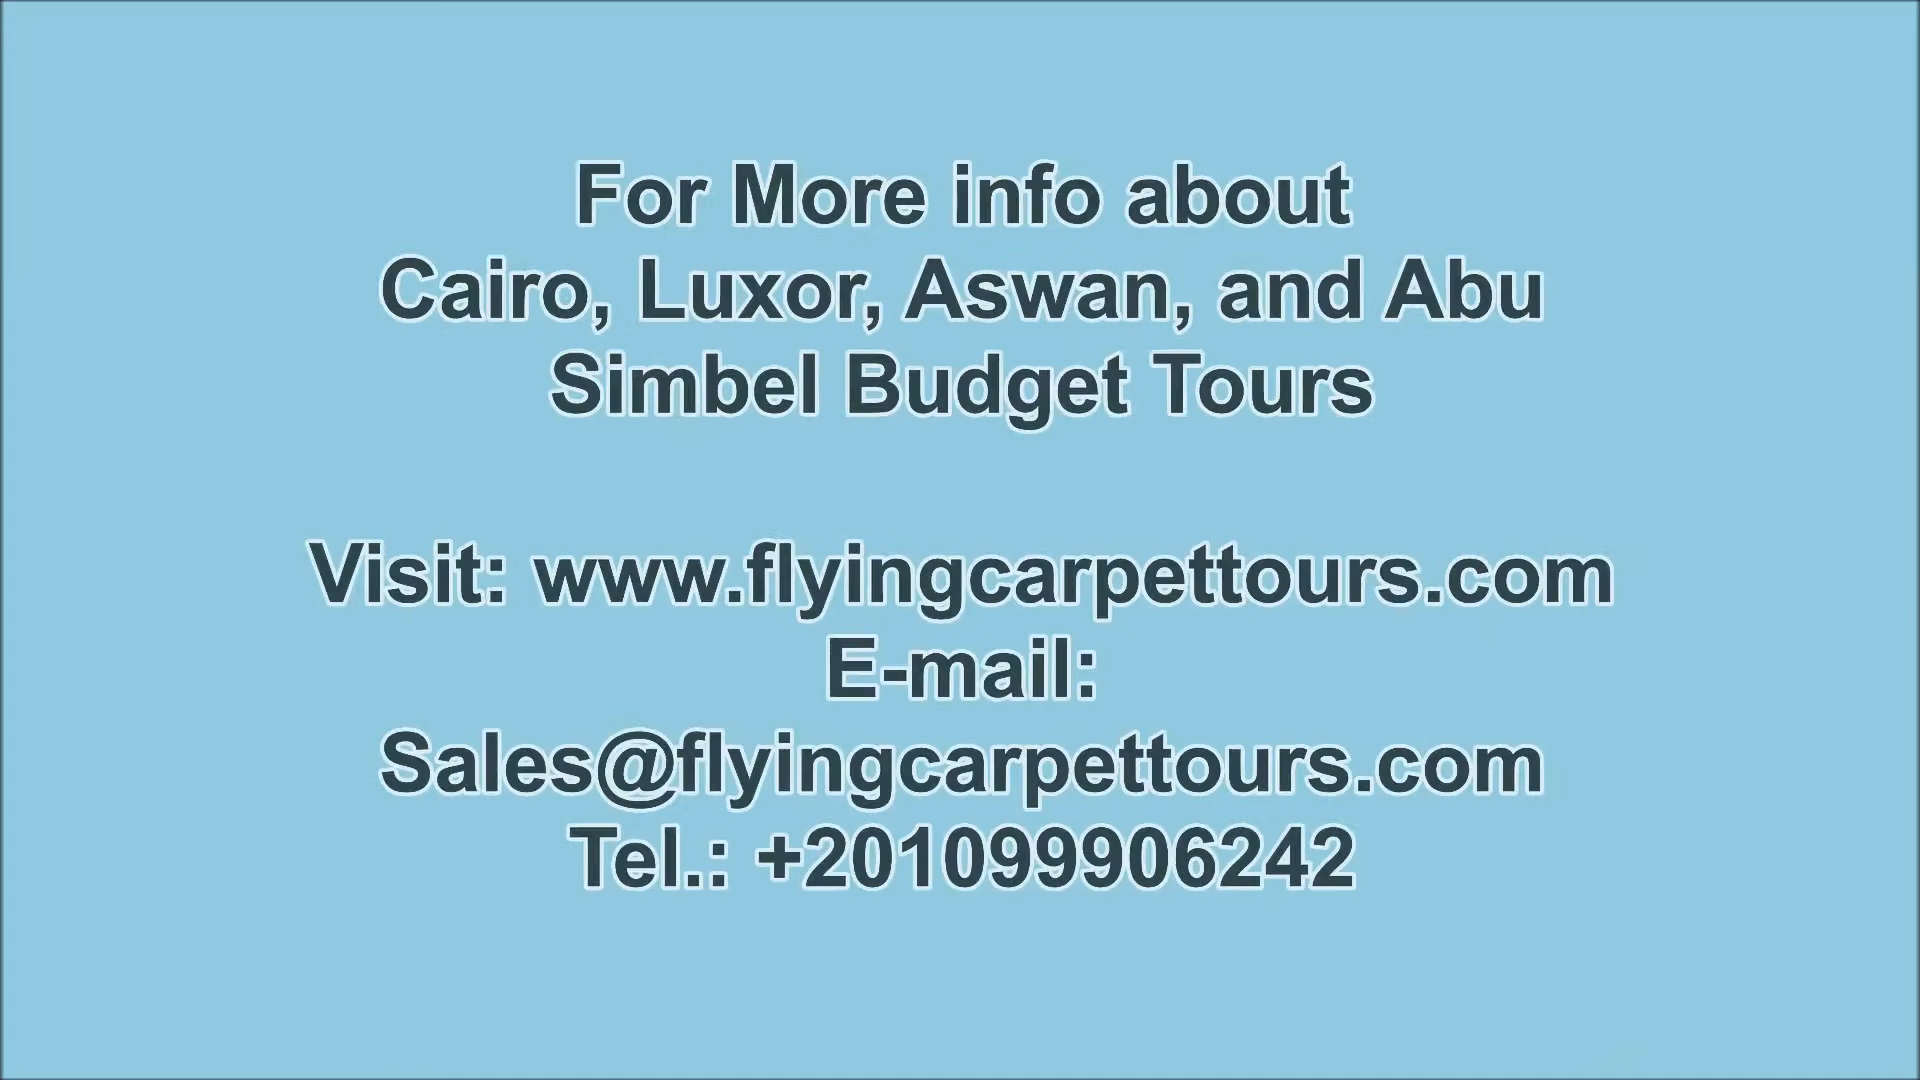 For More info about
Cairo, Luxor, Aswan, and Abu
Simbel Budget Tours
Visit: www.flyingcarpettours.com
E-mail:
Sales@flyingcarpettours.com
Tel.: +201099906242